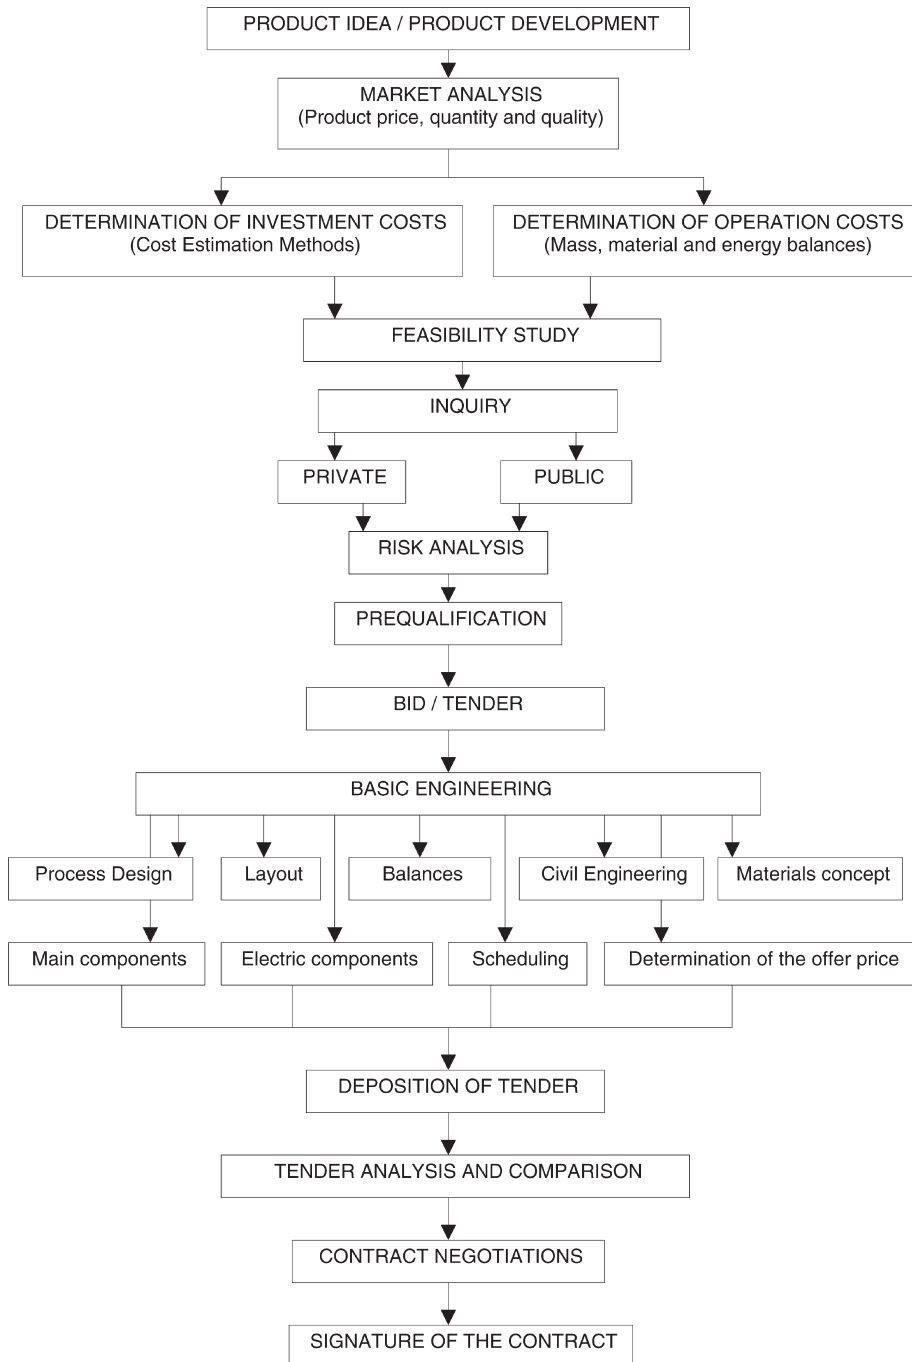 PRODUCT IDEA / PRODUCT DEVELOPMENT
MARKET ANALYSIS
(Product price, quantity and quality)
DETERMINATION OF INVESTMENT COSTS
(Cost Estimation Methods)
DETERMINATION OF OPERATION COSTS
(Mass, material and energy balances)
FEASIBILITY STUDY
INQUIRY
PRIVATE
PUBLIC
RISK ANALYSIS
PREQUALIFICATION
BID / TENDER
BASIC ENGINEERING
Process Design
Layout
Balances
Civil Engineering
Materials concept
Main components
Electric components
Scheduling
Determination of the offer price
DEPOSITION OF TENDER
TENDER ANALYSIS AND COMPARISON
CONTRACT NEGOTIATIONS
SIGNATURE OF THE CONTRACT